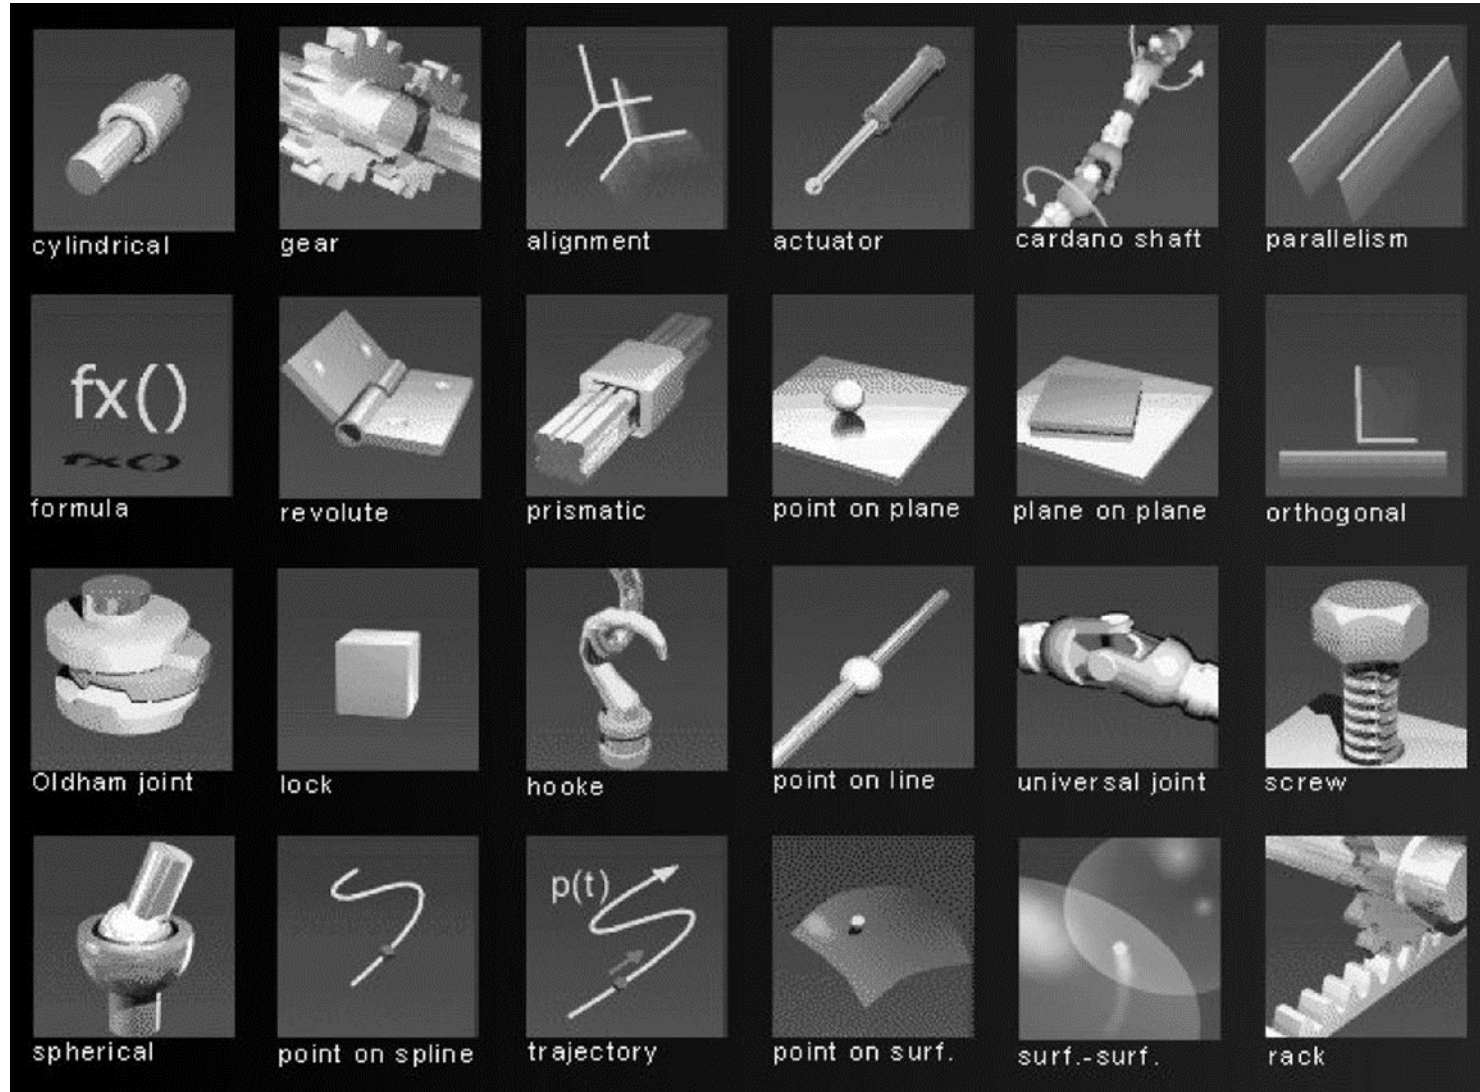 cylindrical
gear
alignment
actuator
cardano shaft
parallelism
fx()
formula
revolute
prismatic
point on plane
plane on plane
orthogonal
Oldham joint
lock
hooke
point on line
universal joint
screw
p(t)
spherical
point on spline
trajectory
point on surf.
surf.-surf.
rack